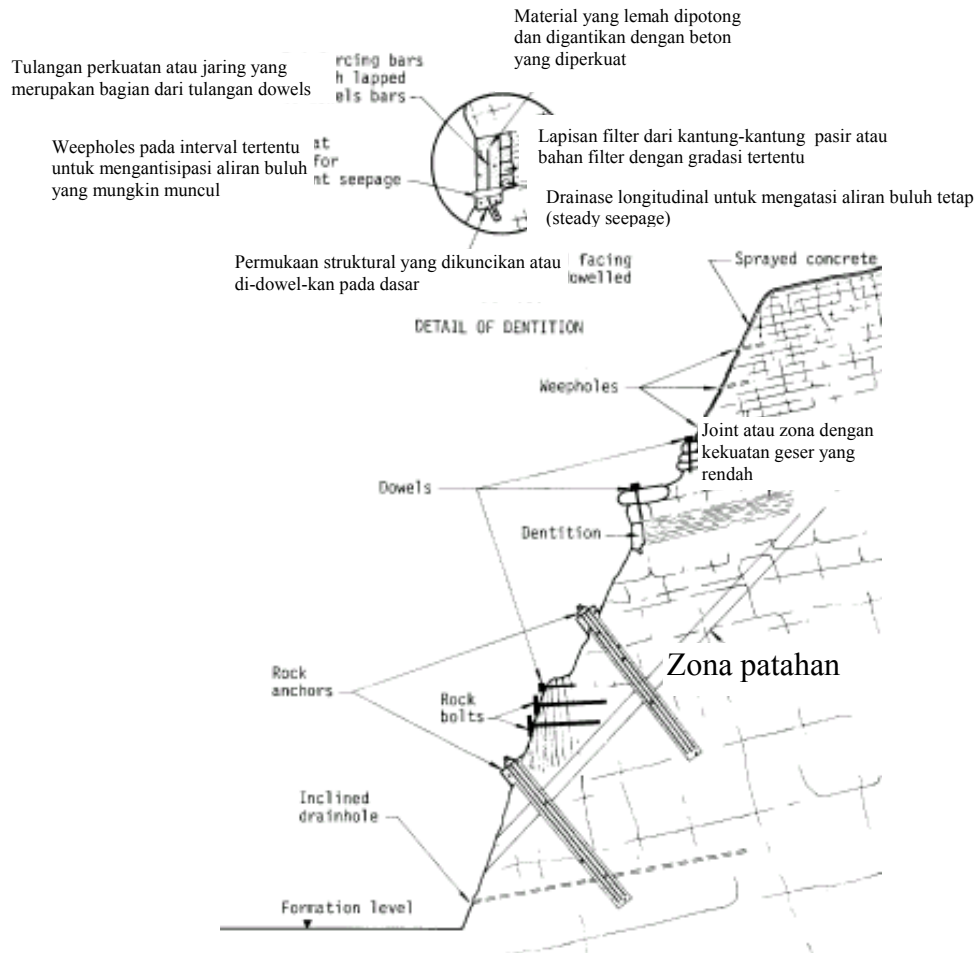 Material yang lemah dipotong
dan digantikan dengan beton
yang diperkuat
Tulangan perkuatan atau jaring yang
merupakan bagian dari tulangan dowels
rcing bars
h lapped
els bars
Weepholes pada interval tertentu
untuk mengantisipasi aliran buluh
yang mungkin muncul
at
for
nt seepage
Lapisan filter dari kantung-kantung pasir atau
bahan filter dengan gradasi tertentu
Drainase longitudinal untuk mengatasi aliran buluh tetap
(steady seepage)
Permukaan struktural yang dikuncikan atau
di-dowel-kan pada dasar
facing
owelled
DETAIL OF DENTITION
Sprayed concrete
Weepholes
Joint atau zona dengan
kekuatan geser yang
rendah
Dowels
Dentition
Zona patahan
Rock
anchors
Rock
bolts
Inclined
drainhole
Formation level